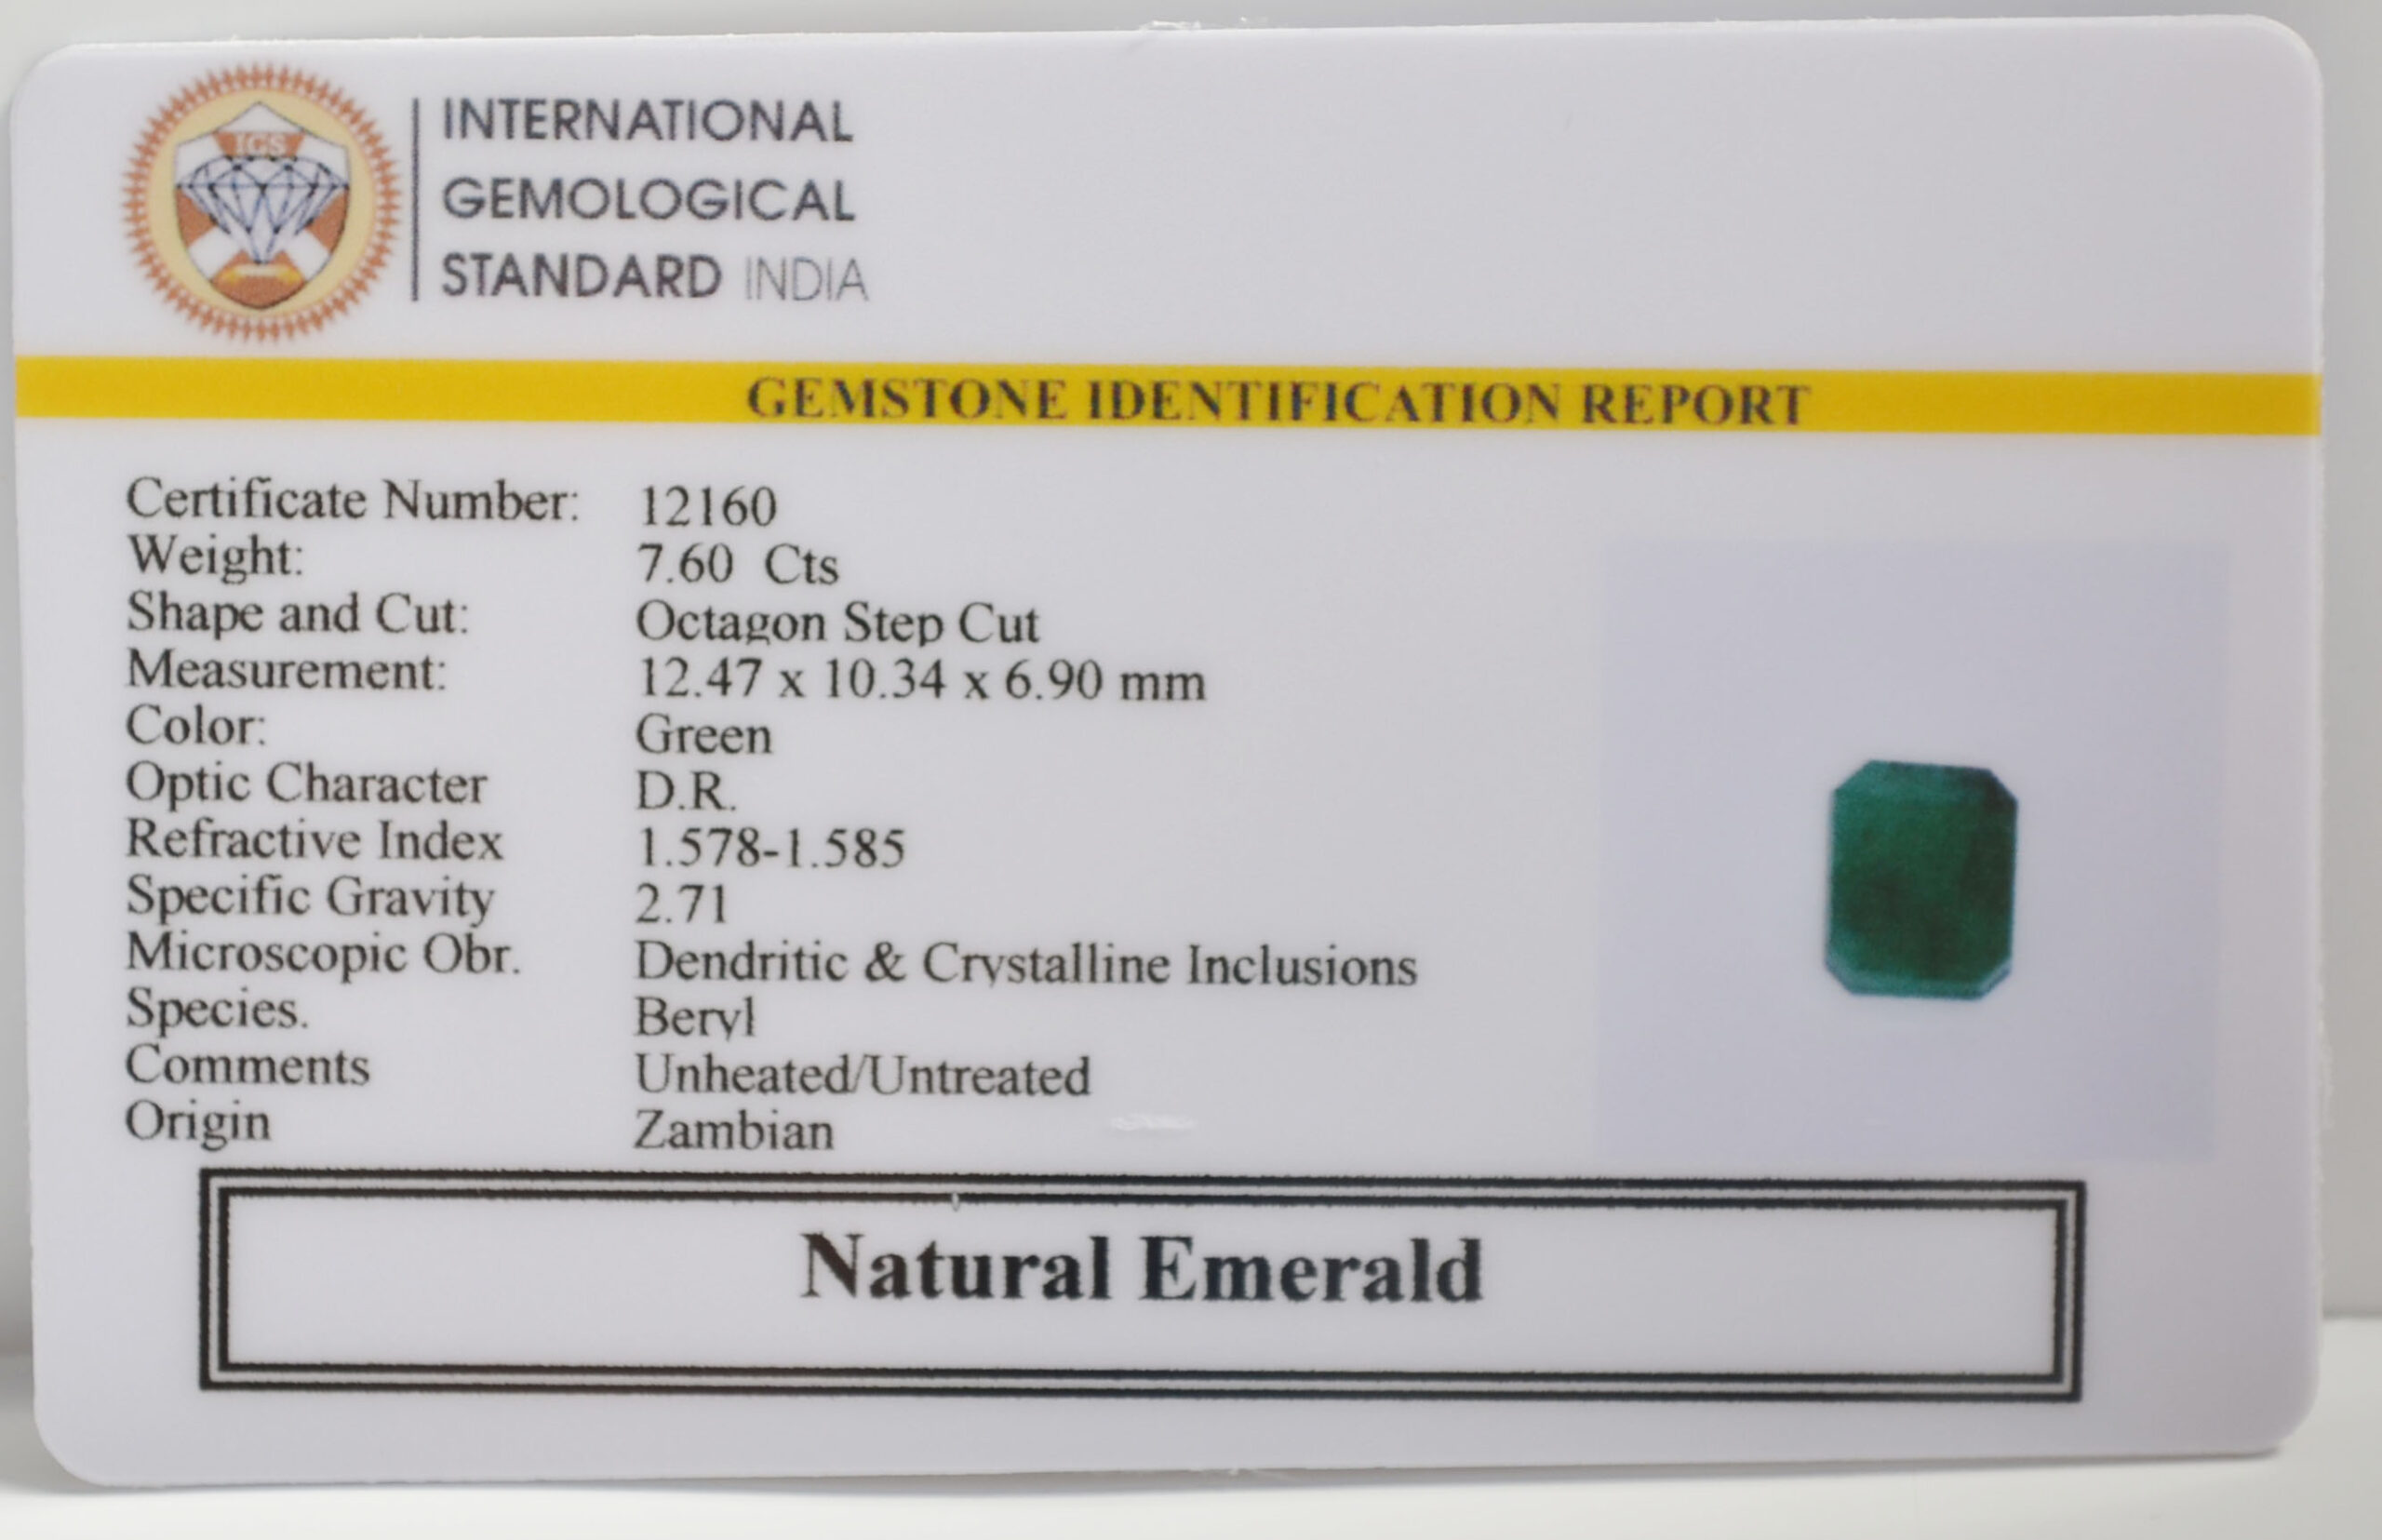 IGS
INTERNATIONAL
GEMOLOGICAL
STANDARD INDIA
GEMSTONE IDENTIFICATION REPORT
Certificate Number: 12160
Weight: 7.60 Cts
Shape and Cut: Octagon Step Cut
Measurement: 12.47 x 10.34 x 6.90 mm
Color: Green
Optic Character D.R.
Refractive Index 1.578-1.585
Specific Gravity 2.71
Microscopic Obr. Dendritic & Crystalline Inclusions
Species. Beryl
Comments Unheated/Untreated
Origin Zambian
Natural Emerald